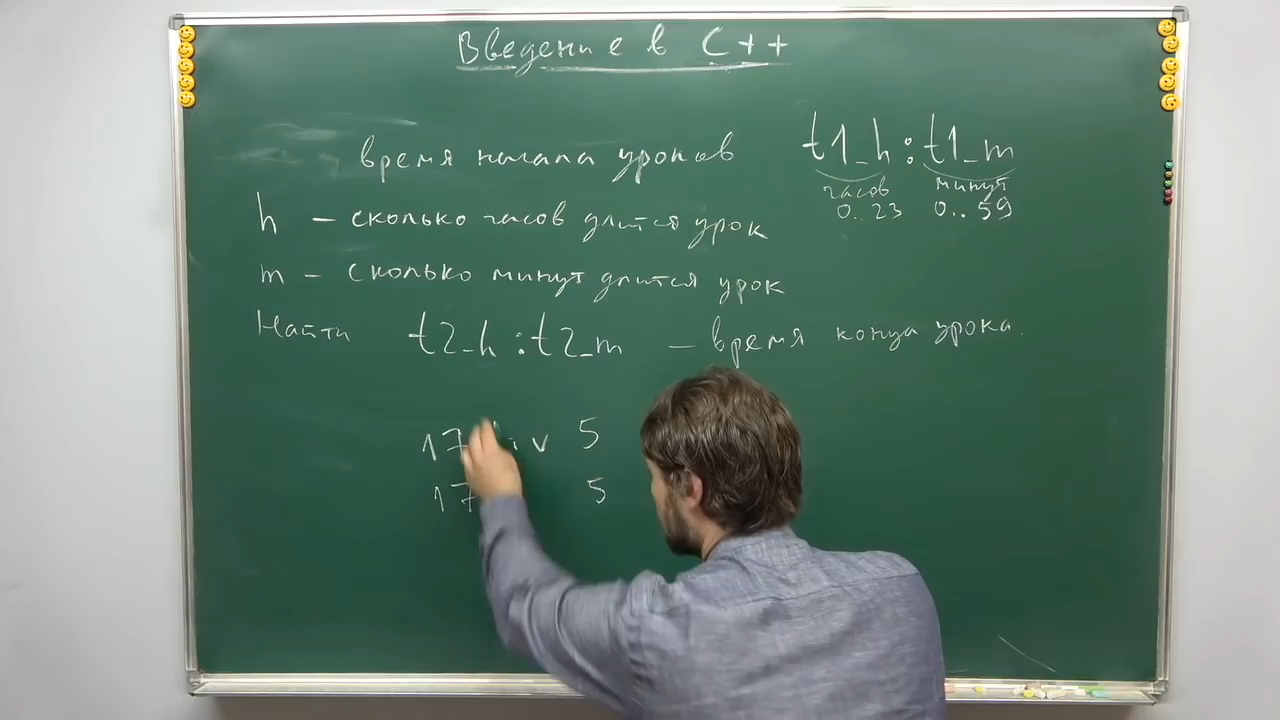 Введение в C++
время начала уроков t1_h:t1_m
часов минут
0..23 0..59
h – сколько часов длится урок
m – сколько минут длится урок
Найти t2_h:t2_m – время конца урока.
17 5
17 5